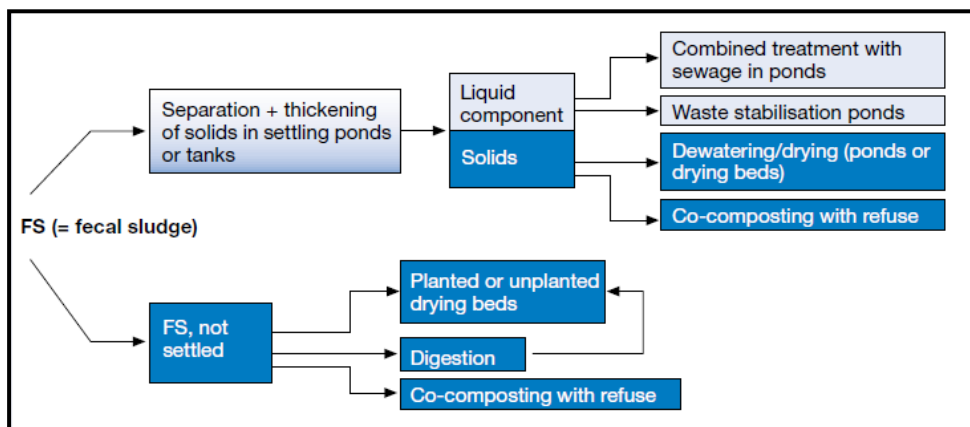 Combined treatment with
sewage in ponds
Separation + thickening
of solids in settling ponds
or tanks
Liquid
component
Waste stabilisation ponds
Solids
Dewatering/drying (ponds or
drying beds)
Co-composting with refuse
FS (= fecal sludge)
Planted or unplanted
drying beds
FS, not
settled
Digestion
Co-composting with refuse